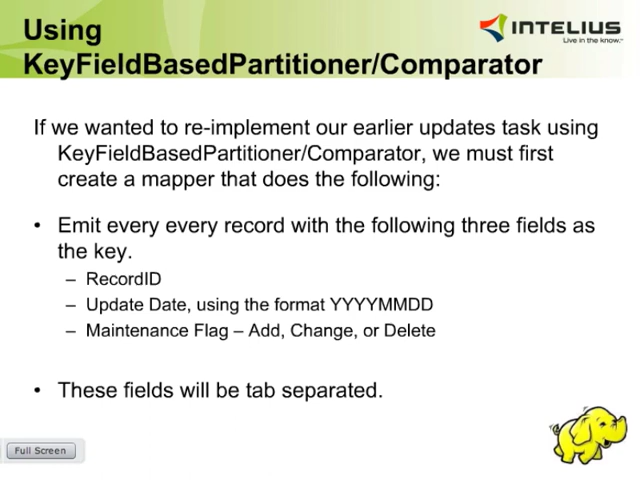 Using
KeyFieldBasedPartitioner/Comparator
INTELIUS
Live in the know.™
If we wanted to re-implement our earlier updates task using
KeyFieldBasedPartitioner/Comparator, we must first
create a mapper that does the following:
• Emit every every record with the following three fields as
the key.
– RecordID
– Update Date, using the format YYYYMMDD
– Maintenance Flag – Add, Change, or Delete
• These fields will be tab separated.
Full Screen